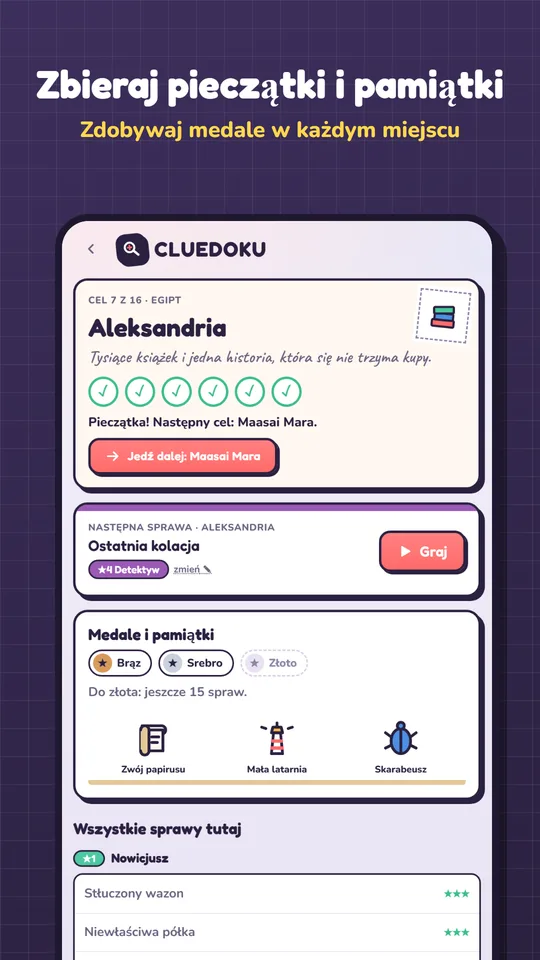 Zbieraj pieczątki i pamiątki
Zdobywaj medale w każdym miejscu
CLUEDOKU
CEL 7 Z 16 · EGIPT
Aleksandria
Tysiące książek i jedna historia, która się nie trzyma kupy.
Pieczątka! Następny cel: Maasai Mara.
→ Jedź dalej: Maasai Mara
NASTĘPNA SPRAWA · ALEKSANDRIA
Ostatnia kolacja
★4 Detektyw zmień
Graj
Medale i pamiątki
Brąz Srebro Złoto
Do złota: jeszcze 15 spraw.
Zwój papirusu Mała latarnia Skarabeusz
Wszystkie sprawy tutaj
★1 Nowicjusz
Stłuczony wazon ★★★
Niewłaściwa półka ★★★